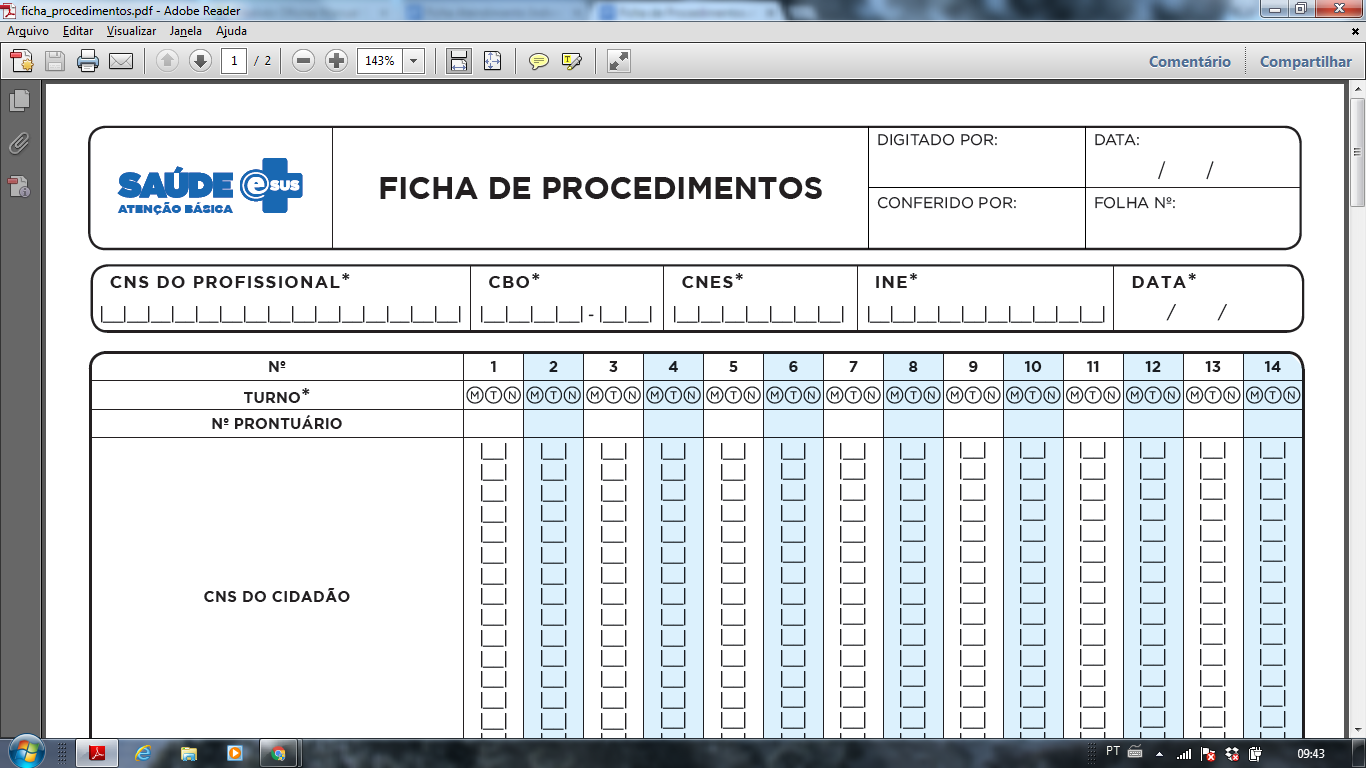 ficha_procedimentos.pdf - Adobe Reader
Arquivo Editar Visualizar Janela Ajuda
1 / 2 143% Comentário Compartilhar
SAÚDE e SUS
ATENÇÃO BÁSICA
FICHA DE PROCEDIMENTOS
DIGITADO POR: DATA:
/ /
CONFERIDO POR: FOLHA Nº:
CNS DO PROFISSIONAL* CBO* CNES* INE* DATA*
- / /
Nº 1 2 3 4 5 6 7 8 9 10 11 12 13 14
TURNO* M T N M T N M T N M T N M T N M T N M T N M T N M T N M T N M T N M T N M T N M T N
Nº PRONTUÁRIO
CNS DO CIDADÃO
PT 09:43